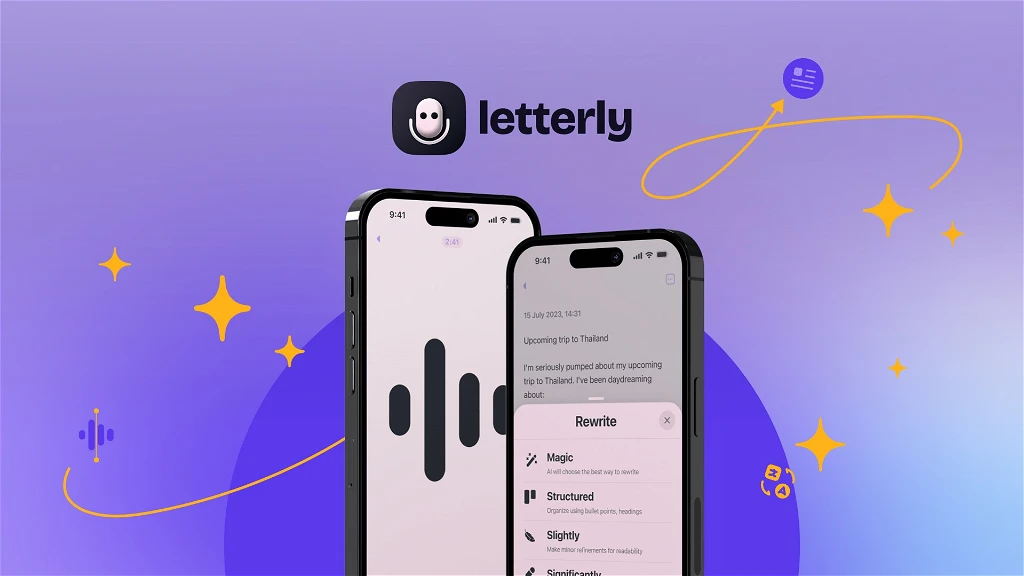 letterly
9:41
2:41
9:41
15 July 2023, 14:31
Upcoming trip to Thailand
I'm seriously pumped about my upcoming
trip to Thailand. I've been daydreaming
about:
Rewrite
Magic
AI will choose the best way to rewrite
Structured
Organize using bullet points, headings
Slightly
Make minor refinements for readability
Significantly